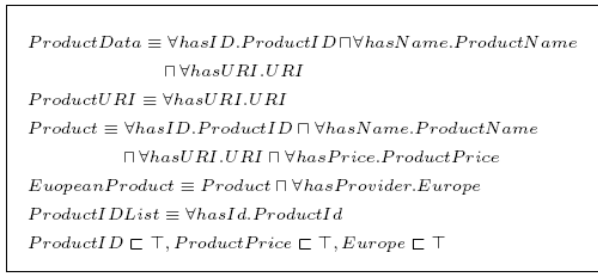 ProductData ≡ ∀hasID.ProductID ⊓ ∀hasName.ProductName
⊓ ∀hasURI.URI
ProductURI ≡ ∀hasURI.URI
Product ≡ ∀hasID.ProductID ⊓ ∀hasName.ProductName
⊓ ∀hasURI.URI ⊓ ∀hasPrice.ProductPrice
EuopeanProduct ≡ Product ⊓ ∀hasProvider.Europe
ProductIDList ≡ ∀hasId.ProductId
ProductID ⊏ ⊤, ProductPrice ⊏ ⊤, Europe ⊏ ⊤